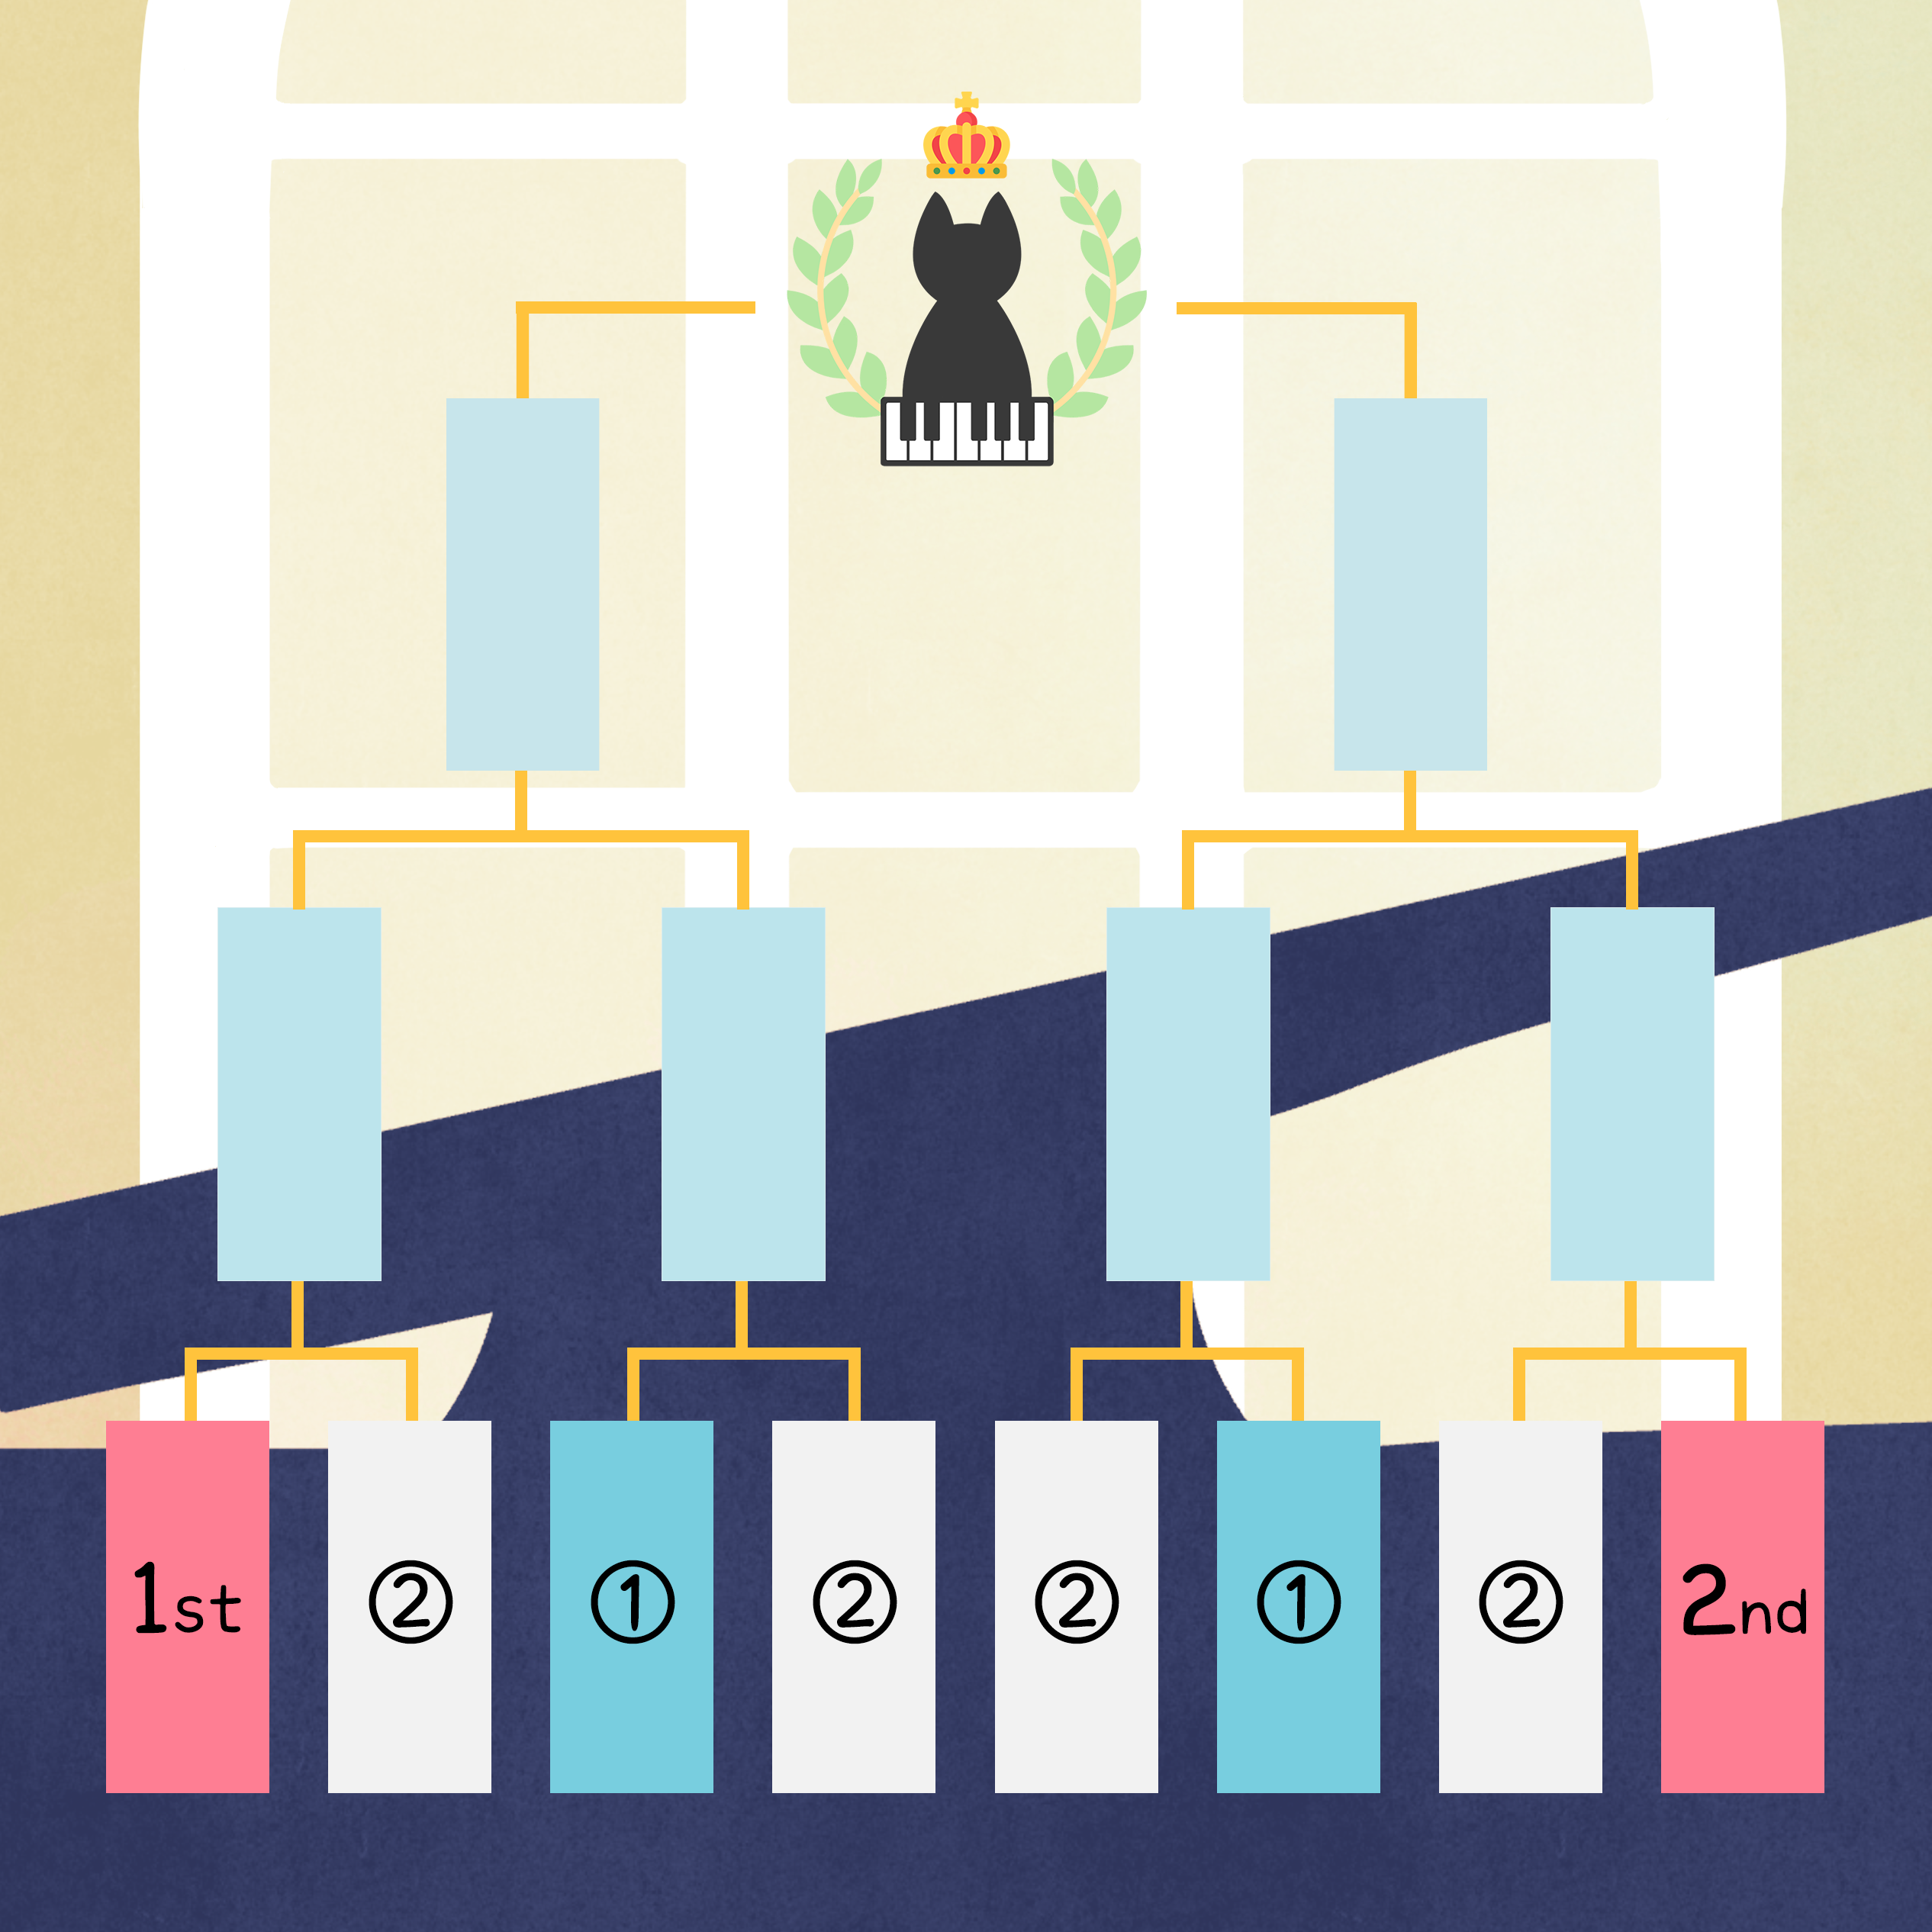 1st ② ① ② ② ① ② 2nd